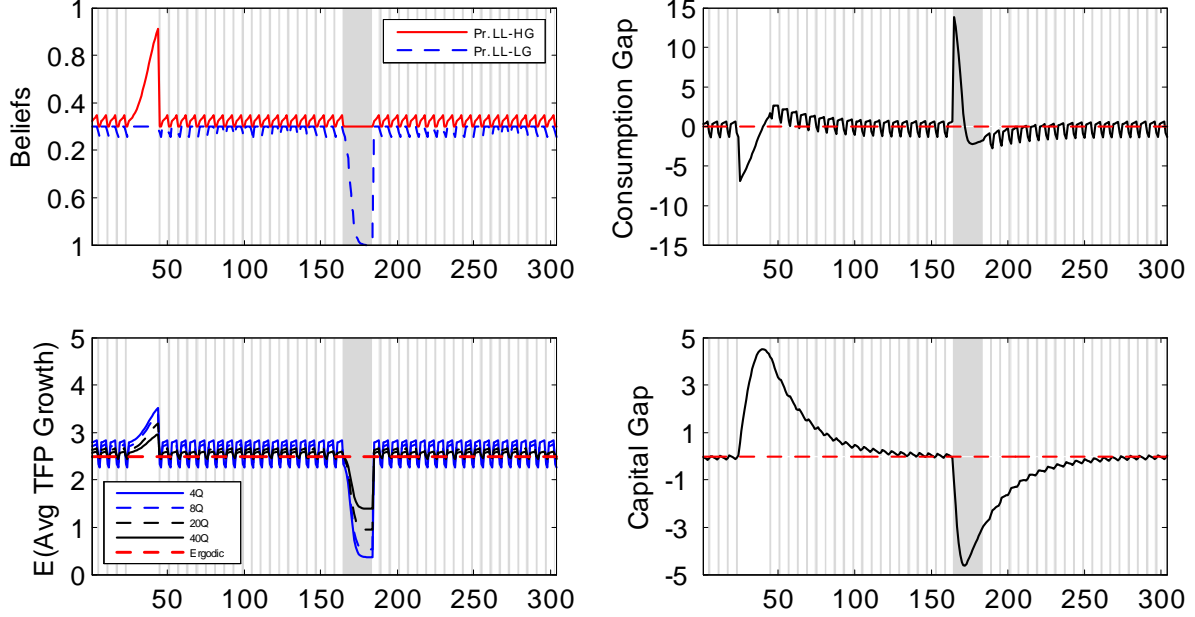 Beliefs
1
0.8
0.4
0.2
0.6
1
Pr. LL-HG
Pr. LL-LG
50 100 150 200 250 300
Consumption Gap
15
10
5
0
-5
-10
-15
50 100 150 200 250 300
E(Avg TFP Growth)
5
4
3
2
1
0
4Q
8Q
20Q
40Q
Ergodic
50 100 150 200 250 300
Capital Gap
5
3
1
-1
-3
-5
50 100 150 200 250 300